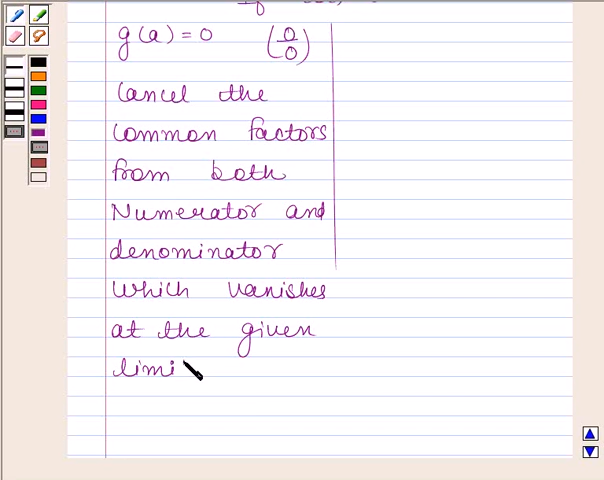 g(a) = 0 (0/0)
Cancel the
Common factors
from both
Numerator and
denominator
which vanishes
at the given
limi